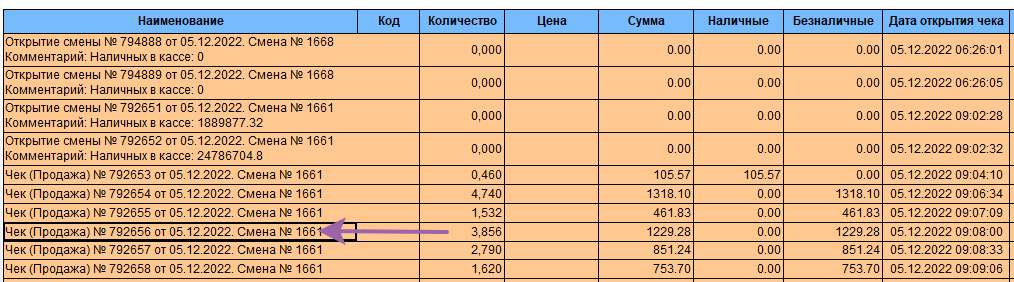 Наименование Код Количество Цена Сумма Наличные Безналичные Дата открытия чека
Открытие смены № 794888 от 05.12.2022. Смена № 1668
Комментарий: Наличных в кассе: 0
0,000 0.00 0.00 0.00 05.12.2022 06:26:01
Открытие смены № 794889 от 05.12.2022. Смена № 1668
Комментарий: Наличных в кассе: 0
0,000 0.00 0.00 0.00 05.12.2022 06:26:05
Открытие смены № 792651 от 05.12.2022. Смена № 1661
Комментарий: Наличных в кассе: 1889877.32
0,000 0.00 0.00 0.00 05.12.2022 09:02:28
Открытие смены № 792652 от 05.12.2022. Смена № 1661
Комментарий: Наличных в кассе: 24786704.8
0,000 0.00 0.00 0.00 05.12.2022 09:02:32
Чек (Продажа) № 792653 от 05.12.2022. Смена № 1661 0,460 105.57 105.57 0.00 05.12.2022 09:04:10
Чек (Продажа) № 792654 от 05.12.2022. Смена № 1661 4,740 1318.10 0.00 1318.10 05.12.2022 09:06:34
Чек (Продажа) № 792655 от 05.12.2022. Смена № 1661 1,532 461.83 0.00 461.83 05.12.2022 09:07:09
Чек (Продажа) № 792656 от 05.12.2022. Смена № 1661 3,856 1229.28 0.00 1229.28 05.12.2022 09:08:00
Чек (Продажа) № 792657 от 05.12.2022. Смена № 1661 2,790 851.24 0.00 851.24 05.12.2022 09:08:33
Чек (Продажа) № 792658 от 05.12.2022. Смена № 1661 1,620 753.70 0.00 753.70 05.12.2022 09:09:06